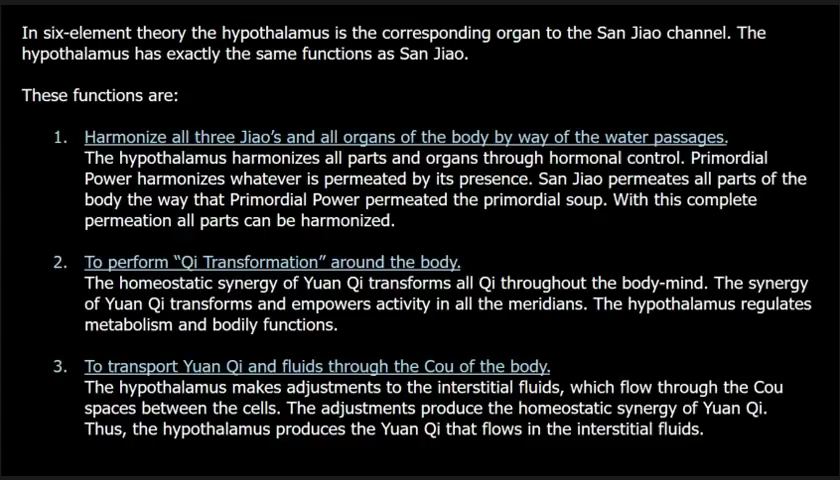 In six-element theory the hypothalamus is the corresponding organ to the San Jiao channel. The
hypothalamus has exactly the same functions as San Jiao.
These functions are:
1. Harmonize all three Jiao's and all organs of the body by way of the water passages.
The hypothalamus harmonizes all parts and organs through hormonal control. Primordial
Power harmonizes whatever is permeated by its presence. San Jiao permeates all parts of the
body the way that Primordial Power permeated the primordial soup. With this complete
permeation all parts can be harmonized.
2. To perform “Qi Transformation” around the body.
The homeostatic synergy of Yuan Qi transforms all Qi throughout the body-mind. The synergy
of Yuan Qi transforms and empowers activity in all the meridians. The hypothalamus regulates
metabolism and bodily functions.
3. To transport Yuan Qi and fluids through the Cou of the body.
The hypothalamus makes adjustments to the interstitial fluids, which flow through the Cou
spaces between the cells. The adjustments produce the homeostatic synergy of Yuan Qi.
Thus, the hypothalamus produces the Yuan Qi that flows in the interstitial fluids.